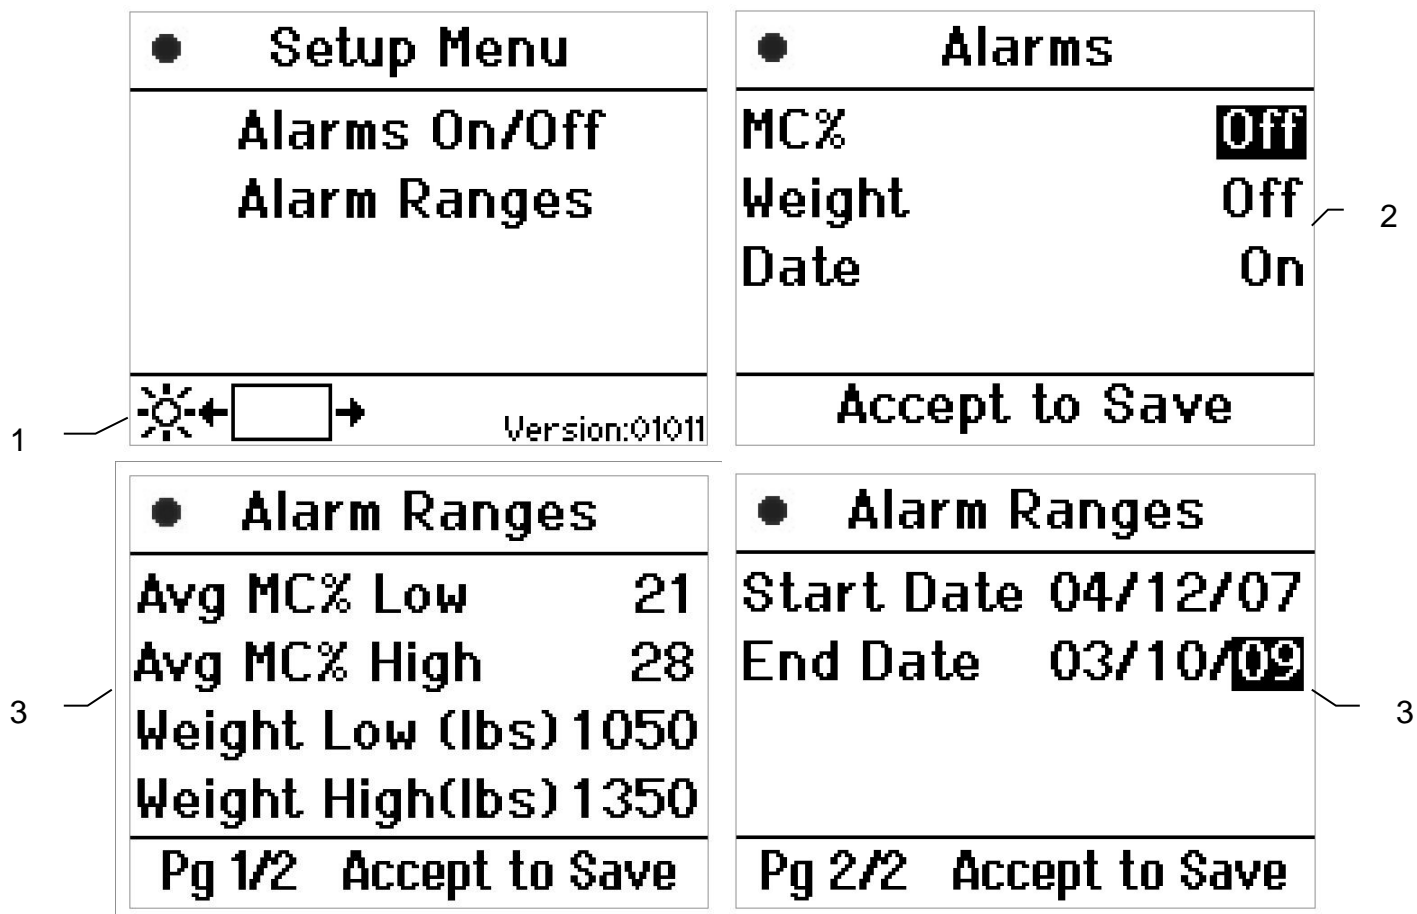 Setup Menu
Alarms On/Off
Alarm Ranges
Version:01011
1
Alarms
MC% Off
Weight Off
Date On
Accept to Save
2
Alarm Ranges
Avg MC% Low 21
Avg MC% High 28
Weight Low (lbs) 1050
Weight High(lbs) 1350
Pg 1/2 Accept to Save
3
Alarm Ranges
Start Date 04/12/07
End Date 03/10/09
Pg 2/2 Accept to Save
3